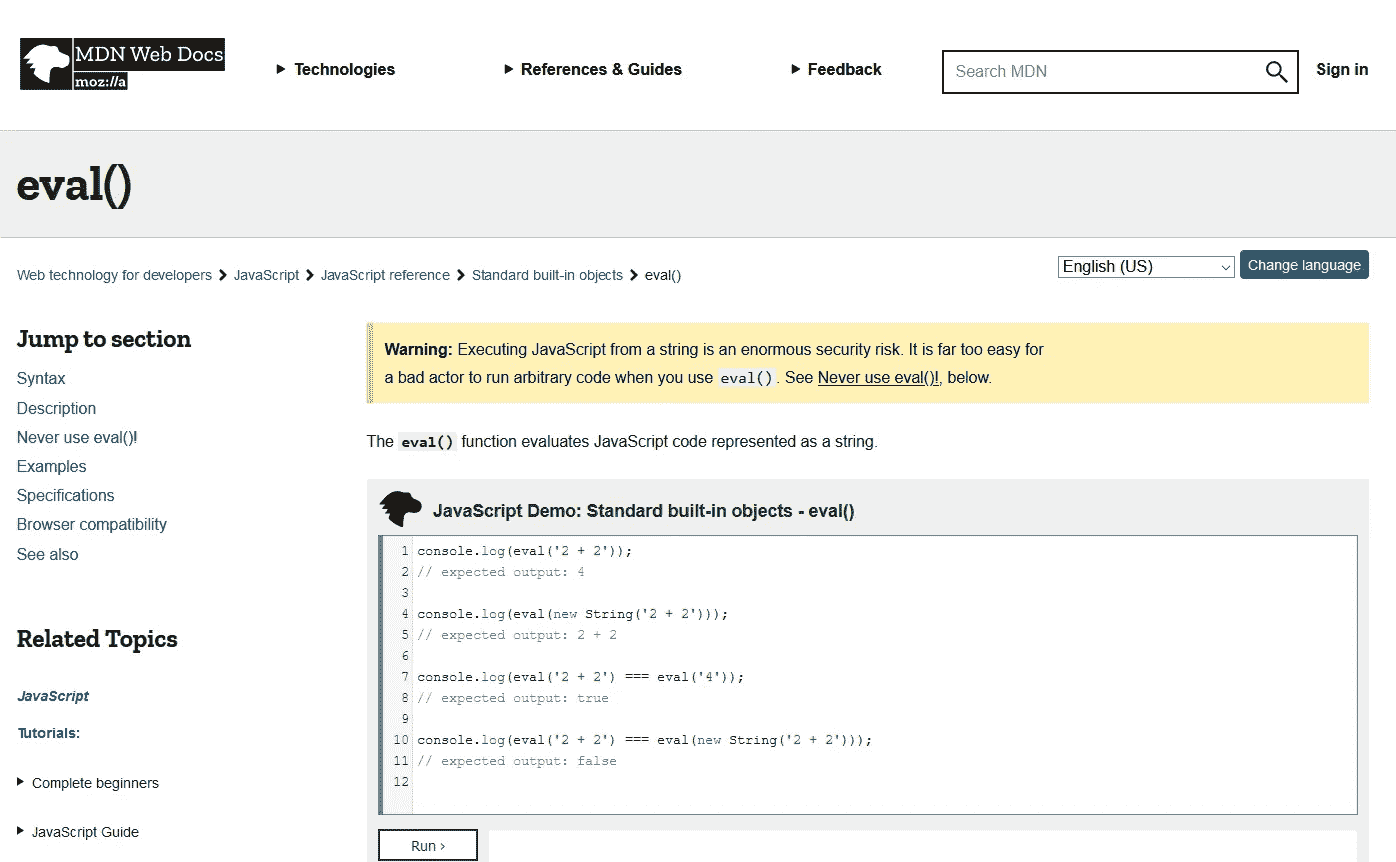 MDN Web Docs
moz://a
Technologies
References & Guides
Feedback
Search MDN
Sign in
eval()
Web technology for developers > JavaScript > JavaScript reference > Standard built-in objects > eval()
English (US)
Change language
Jump to section
Syntax
Description
Never use eval()!
Examples
Specifications
Browser compatibility
See also
Related Topics
JavaScript
Tutorials:
Complete beginners
JavaScript Guide
Warning: Executing JavaScript from a string is an enormous security risk. It is far too easy for
a bad actor to run arbitrary code when you use eval(). See Never use eval()!, below.
The eval() function evaluates JavaScript code represented as a string.
JavaScript Demo: Standard built-in objects - eval()
1 console.log(eval('2 + 2'));
2 // expected output: 4
3
4 console.log(eval(new String('2 + 2')));
5 // expected output: 2 + 2
6
7 console.log(eval('2 + 2') === eval('4'));
8 // expected output: true
9
10 console.log(eval('2 + 2') === eval(new String('2 + 2')));
11 // expected output: false
12
Run ›